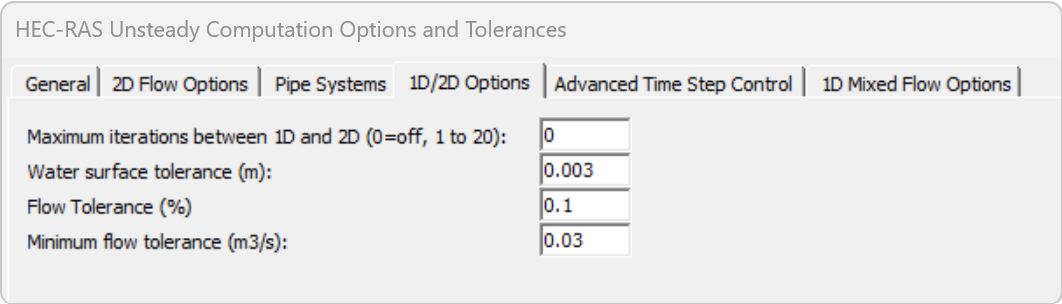 HEC-RAS Unsteady Computation Options and Tolerances
General 2D Flow Options Pipe Systems 1D/2D Options Advanced Time Step Control 1D Mixed Flow Options
Maximum iterations between 1D and 2D (0=off, 1 to 20): 0
Water surface tolerance (m): 0.003
Flow Tolerance (%) 0.1
Minimum flow tolerance (m3/s): 0.03